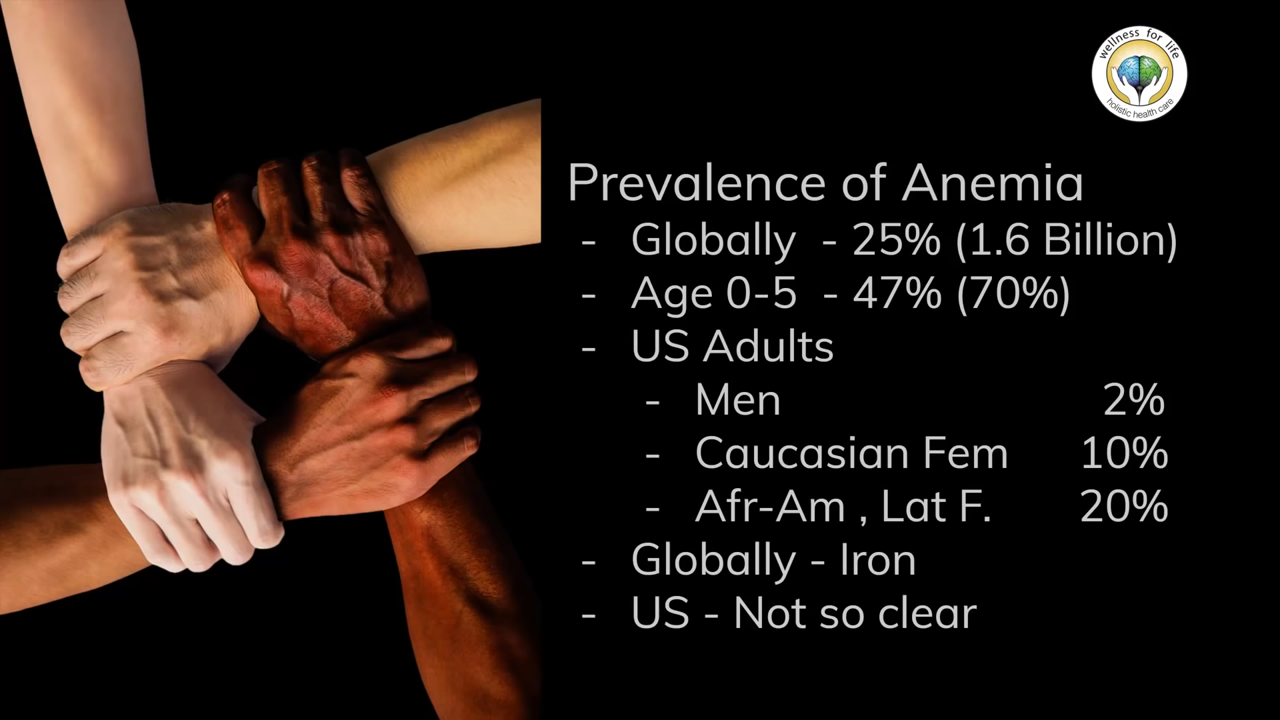 wellness for life
holistic health care
Prevalence of Anemia
- Globally - 25% (1.6 Billion)
- Age 0-5 - 47% (70%)
- US Adults
- Men 2%
- Caucasian Fem 10%
- Afr-Am , Lat F. 20%
- Globally - Iron
- US - Not so clear